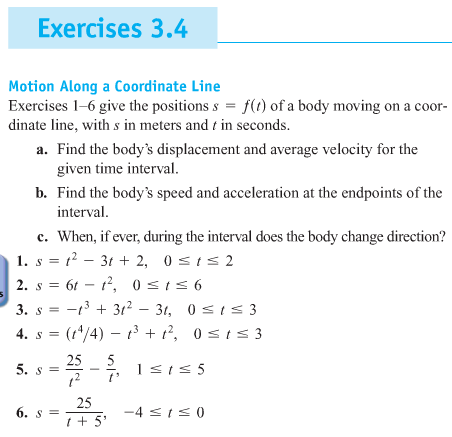 Exercises 3.4
Motion Along a Coordinate Line
Exercises 1–6 give the positions s = f(t) of a body moving on a coor-
dinate line, with s in meters and t in seconds.
a. Find the body's displacement and average velocity for the
given time interval.
b. Find the body's speed and acceleration at the endpoints of the
interval.
c. When, if ever, during the interval does the body change direction?
1. s = t² − 3t + 2, 0 ≤ t ≤ 2
2. s = 6t − t², 0 ≤ t ≤ 6
3. s = −t³ + 3t² − 3t, 0 ≤ t ≤ 3
4. s = (t⁴/4) − t³ + t², 0 ≤ t ≤ 3
5. s = 25/t² − 5/t, 1 ≤ t ≤ 5
6. s = 25/(t + 5), −4 ≤ t ≤ 0